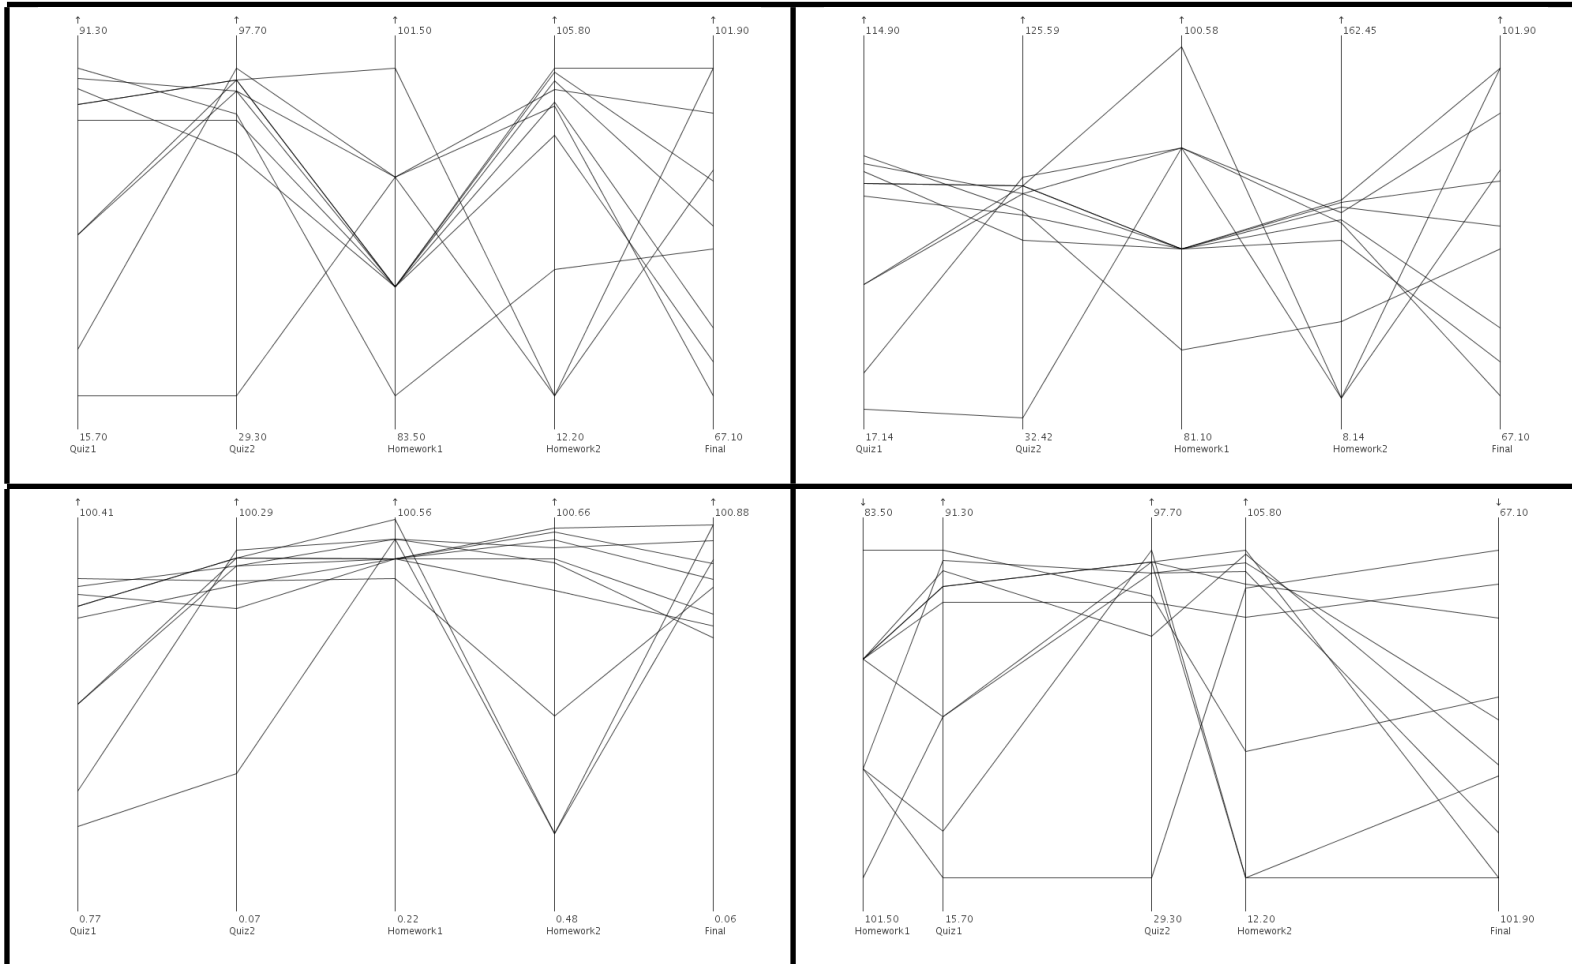 ↑ ↑ ↑ ↑ ↑
91.30 97.70 101.50 105.80 101.90
15.70 29.30 83.50 12.20 67.10
Quiz1 Quiz2 Homework1 Homework2 Final
↑ ↑ ↑ ↑ ↑
114.90 125.59 100.58 162.45 101.90
17.14 32.42 81.10 8.14 67.10
Quiz1 Quiz2 Homework1 Homework2 Final
↑ ↑ ↑ ↑ ↑
100.41 100.29 100.56 100.66 100.88
0.77 0.07 0.22 0.48 0.06
Quiz1 Quiz2 Homework1 Homework2 Final
↓ ↑ ↑ ↑ ↓
83.50 91.30 97.70 105.80 67.10
101.50 15.70 29.30 12.20 101.90
Homework1 Quiz1 Quiz2 Homework2 Final